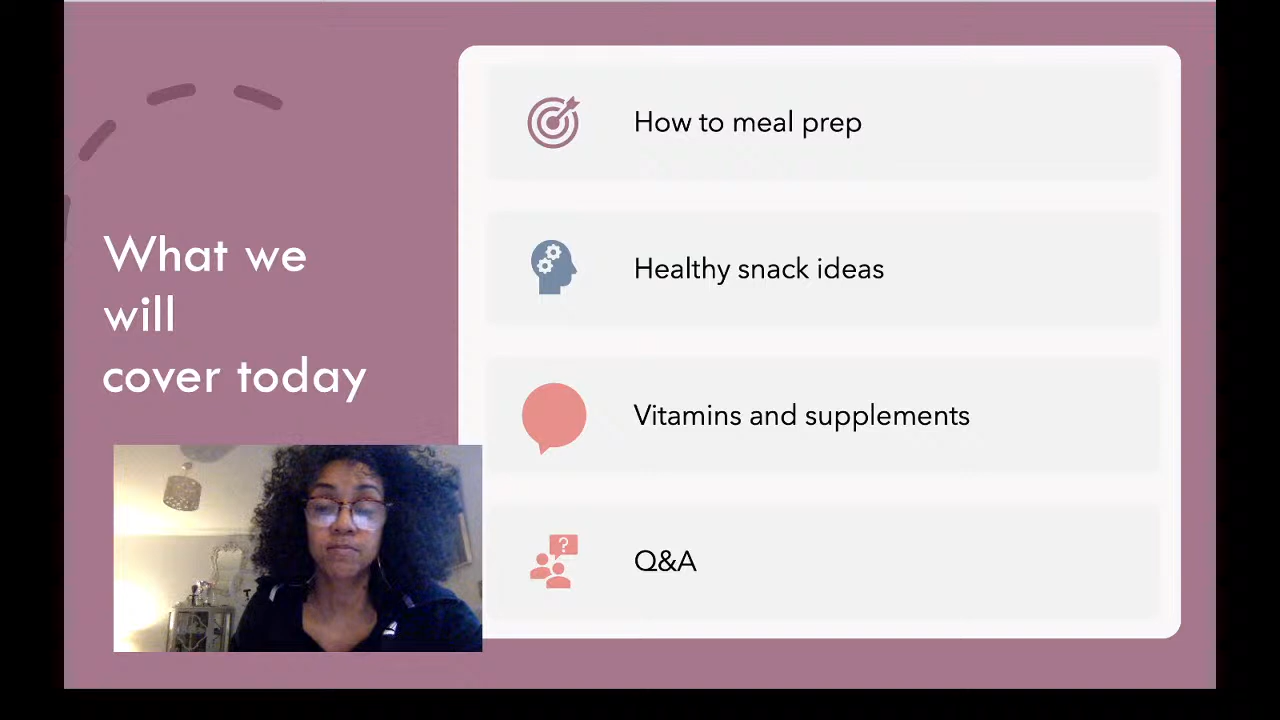 What we
will
cover today
How to meal prep
Healthy snack ideas
Vitamins and supplements
?
Q&A